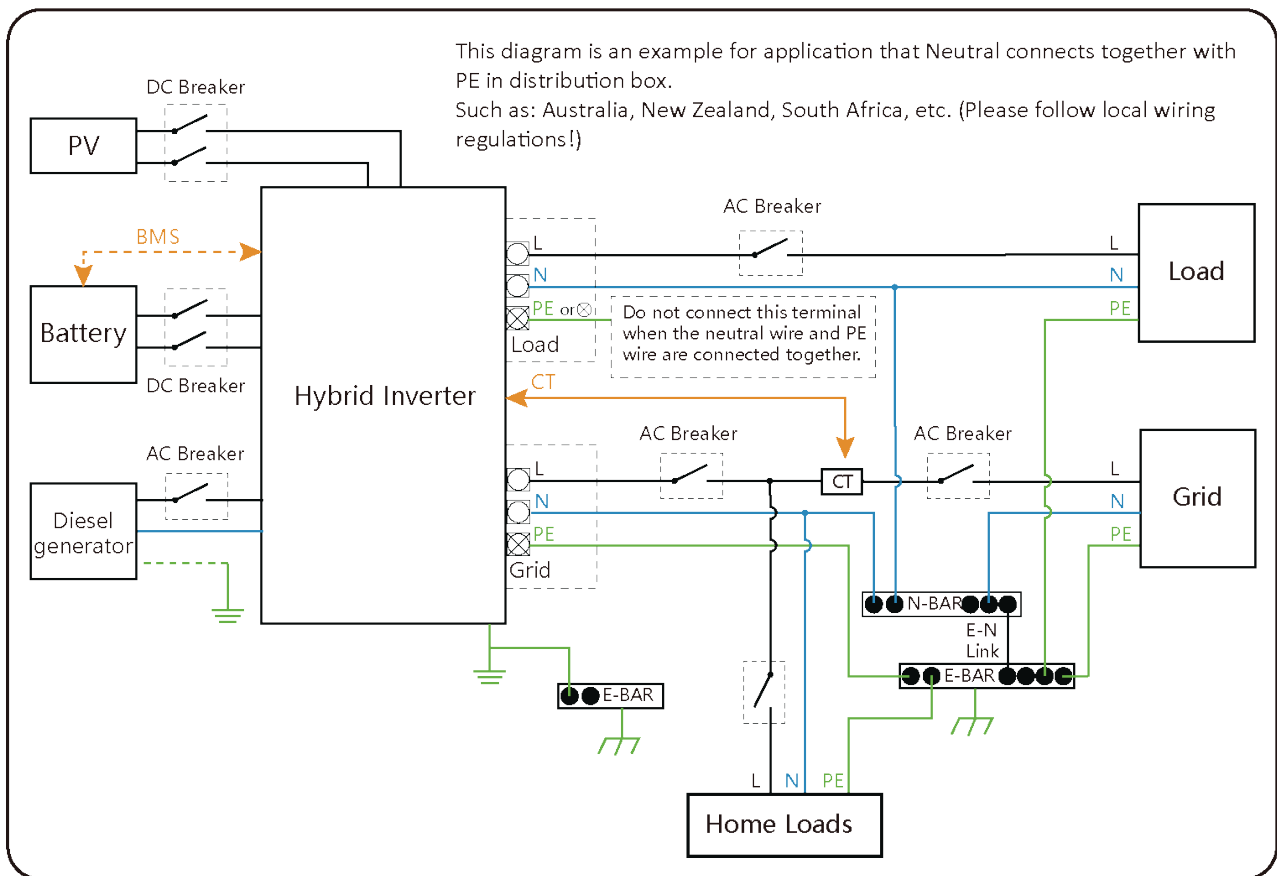 This diagram is an example for application that Neutral connects together with
PE in distribution box.
Such as: Australia, New Zealand, South Africa, etc. (Please follow local wiring
regulations!)
DC Breaker
PV
BMS
Battery
DC Breaker
AC Breaker
Diesel
generator
Hybrid Inverter
L
N
PE or
Load
Do not connect this terminal
when the neutral wire and PE
wire are connected together.
AC Breaker
L
N
PE
Load
CT
AC Breaker
CT
AC Breaker
L
N
PE
Grid
L
N
PE
Grid
N-BAR
E-N
Link
E-BAR
E-BAR
L
N
PE
Home Loads